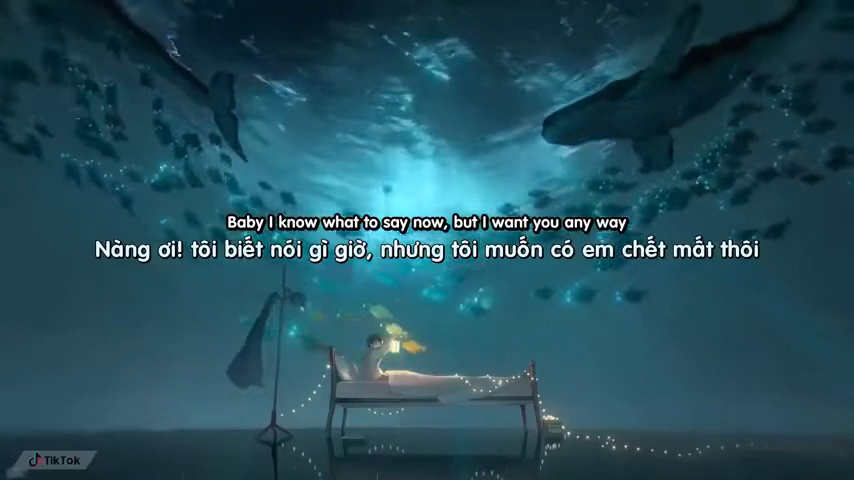 Baby I know what to say now, but I want you any way
Nàng ơi! tôi biết nói gì giờ, nhưng tôi muốn có em chết mất thôi
TikTok